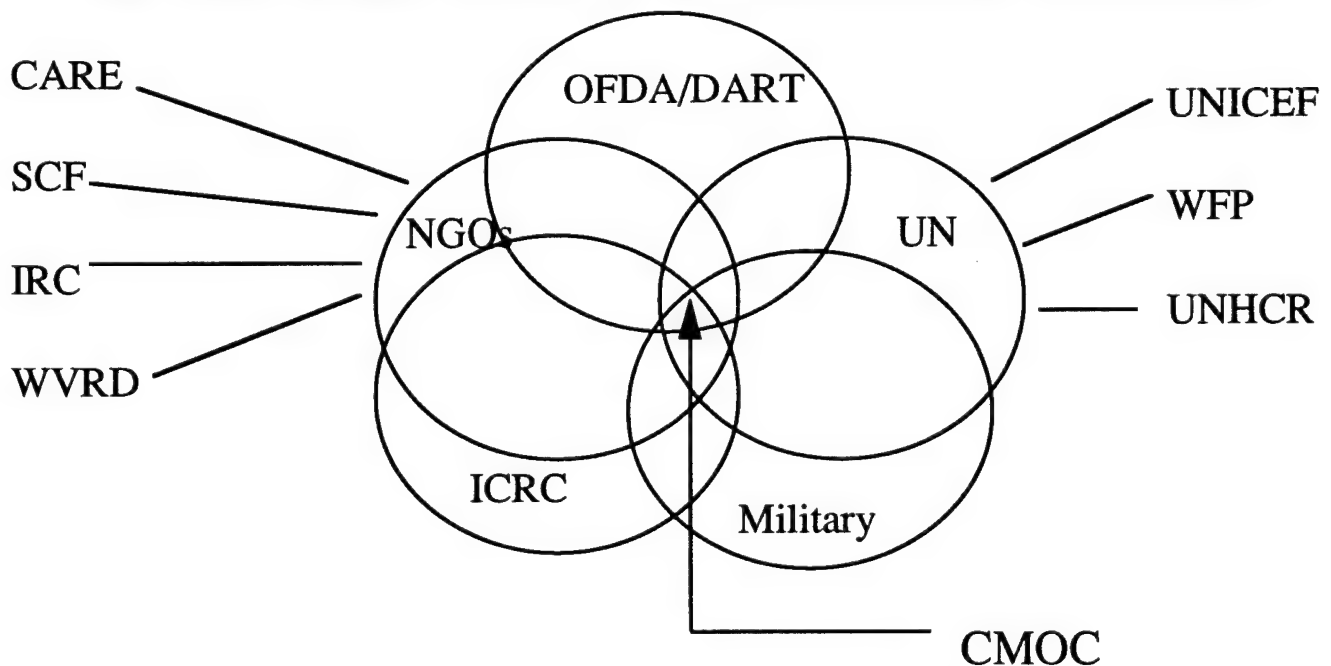 OFDA/DART
CARE
SCF
IRC
WVRD
NGOs
UN
UNICEF
WFP
UNHCR
ICRC
Military
CMOC